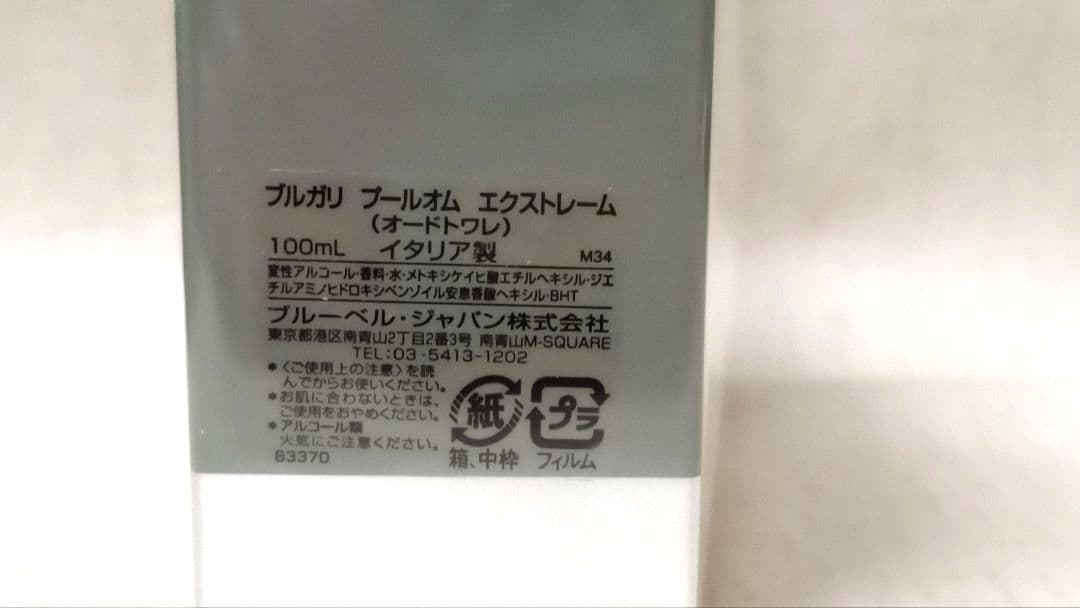 ブルガリ プールオム エクストレーム
(オードトワレ)
100mL イタリア製 M34
変性アルコール・香料・水・メトキシケイヒ酸エチルヘキシル・ジエ
チルアミノヒドロキシベンゾイル安息香酸ヘキシル・BHT
ブルーベル・ジャパン株式会社
東京都港区南青山2丁目2番3号 南青山M-SQUARE
TEL:03-5413-1202
*〈ご使用上の注意〉を読
んでからお使いください。
*お肌に合わないときは、
ご使用をおやめください。
*アルコール類
火気にご注意ください。
83370
紙
箱、中枠
プラ
フィルム